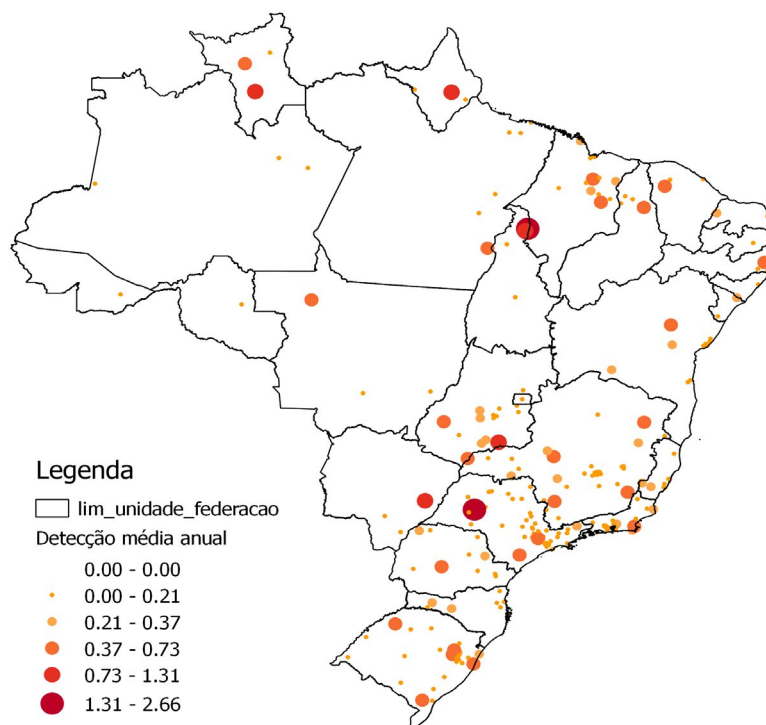 Legenda
lim_unidade_federacao
Detecção média anual
0.00 - 0.00
0.00 - 0.21
0.21 - 0.37
0.37 - 0.73
0.73 - 1.31
1.31 - 2.66